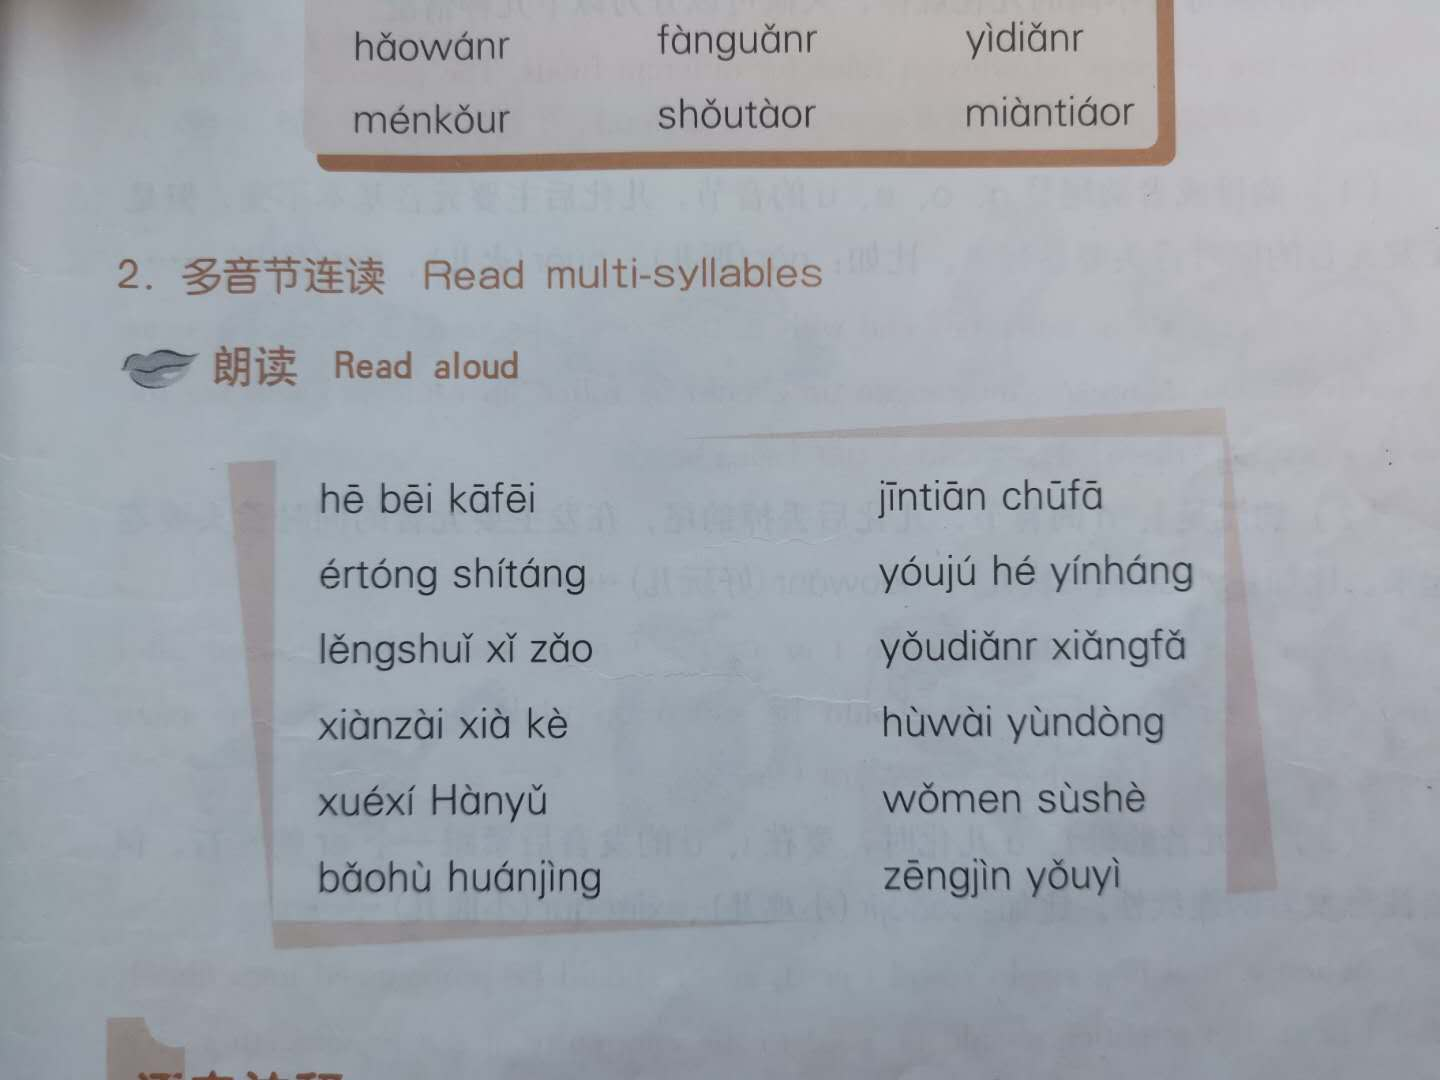 hǎowánr fànguǎnr yìdiǎnr
ménkǒur shǒutàor miàntiáor
2. 多音节连读 Read multi-syllables
朗读 Read aloud
hē bēi kāfēi jīntiān chūfā
értóng shítáng yóujú hé yínháng
lěngshuǐ xǐ zǎo yǒudiǎnr xiǎngfǎ
xiànzài xià kè hùwài yùndòng
xuéxí Hànyǔ wǒmen sùshè
bǎohù huánjìng zēngjìn yǒuyì